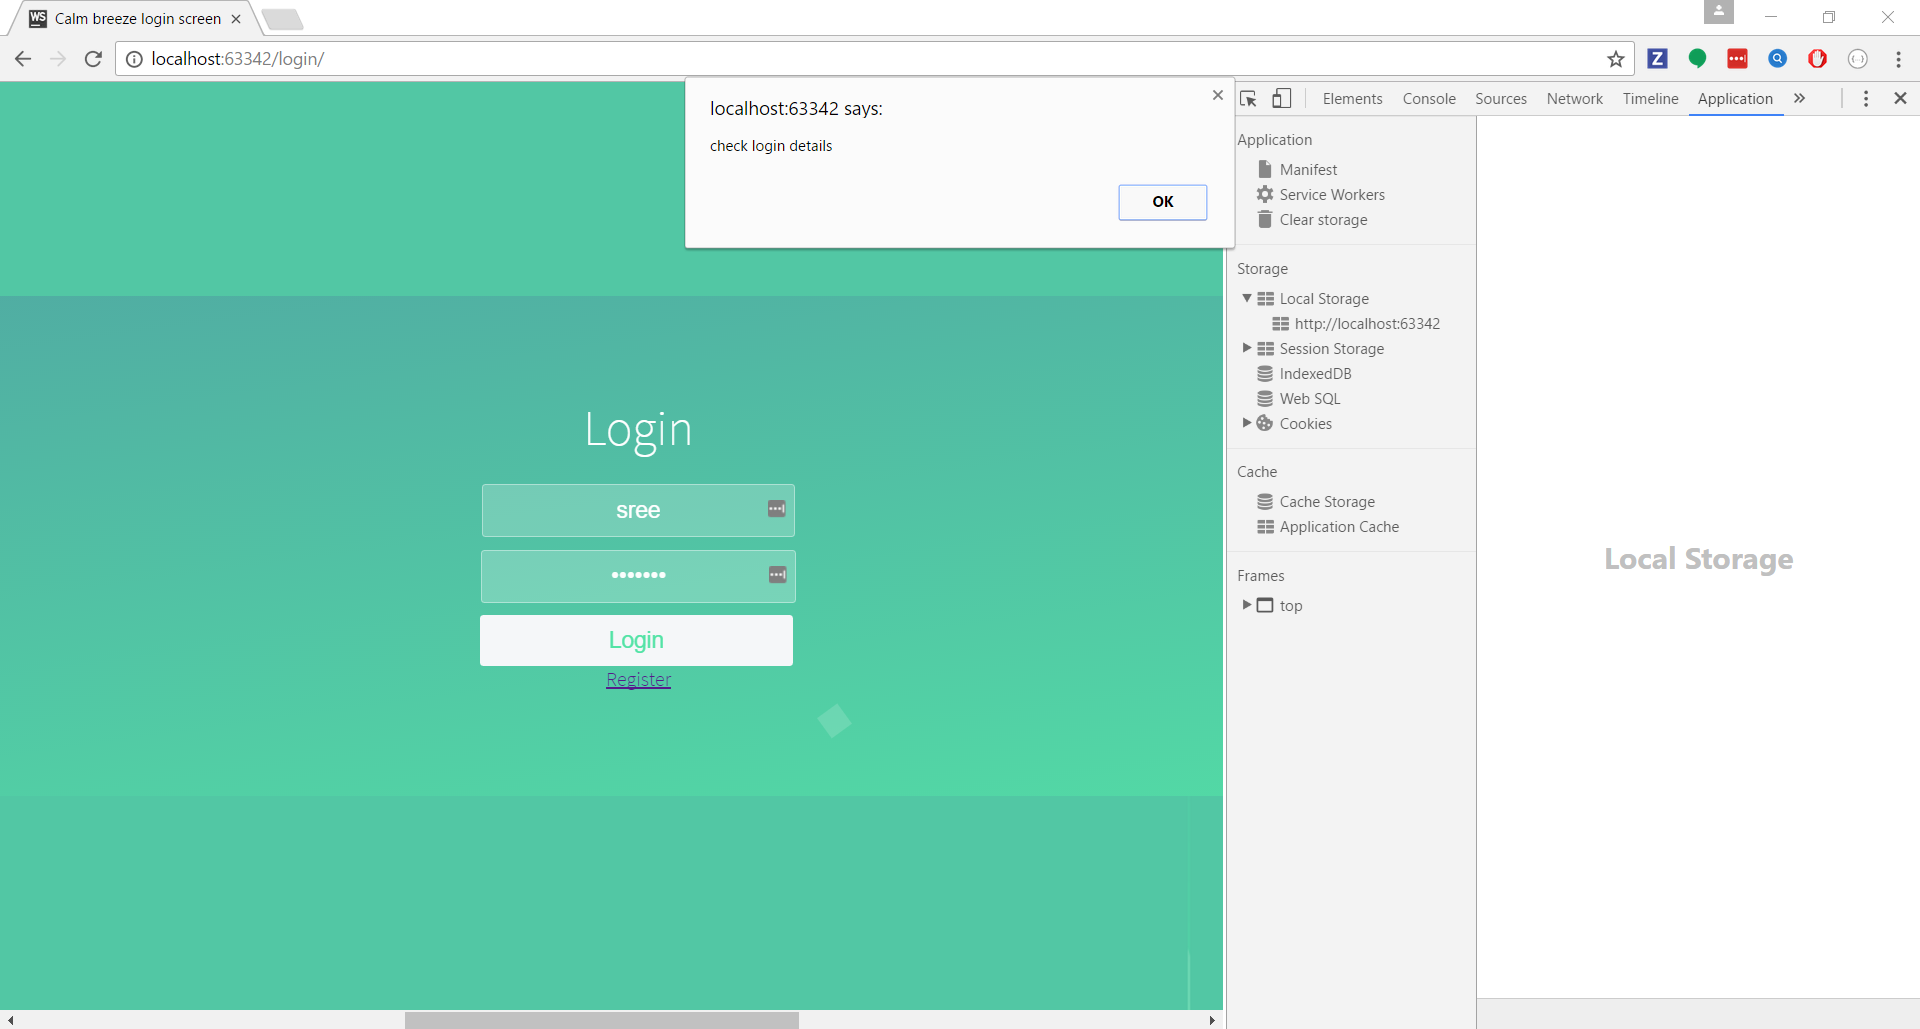 WS Calm breeze login screen
localhost:63342/login/
Z
localhost:63342 says:
check login details
OK
Login
sree
•••••••
Login
Register
Elements Console Sources Network Timeline Application
Application
Manifest
Service Workers
Clear storage
Storage
Local Storage
http://localhost:63342
Session Storage
IndexedDB
Web SQL
Cookies
Cache
Cache Storage
Application Cache
Frames
top
Local Storage